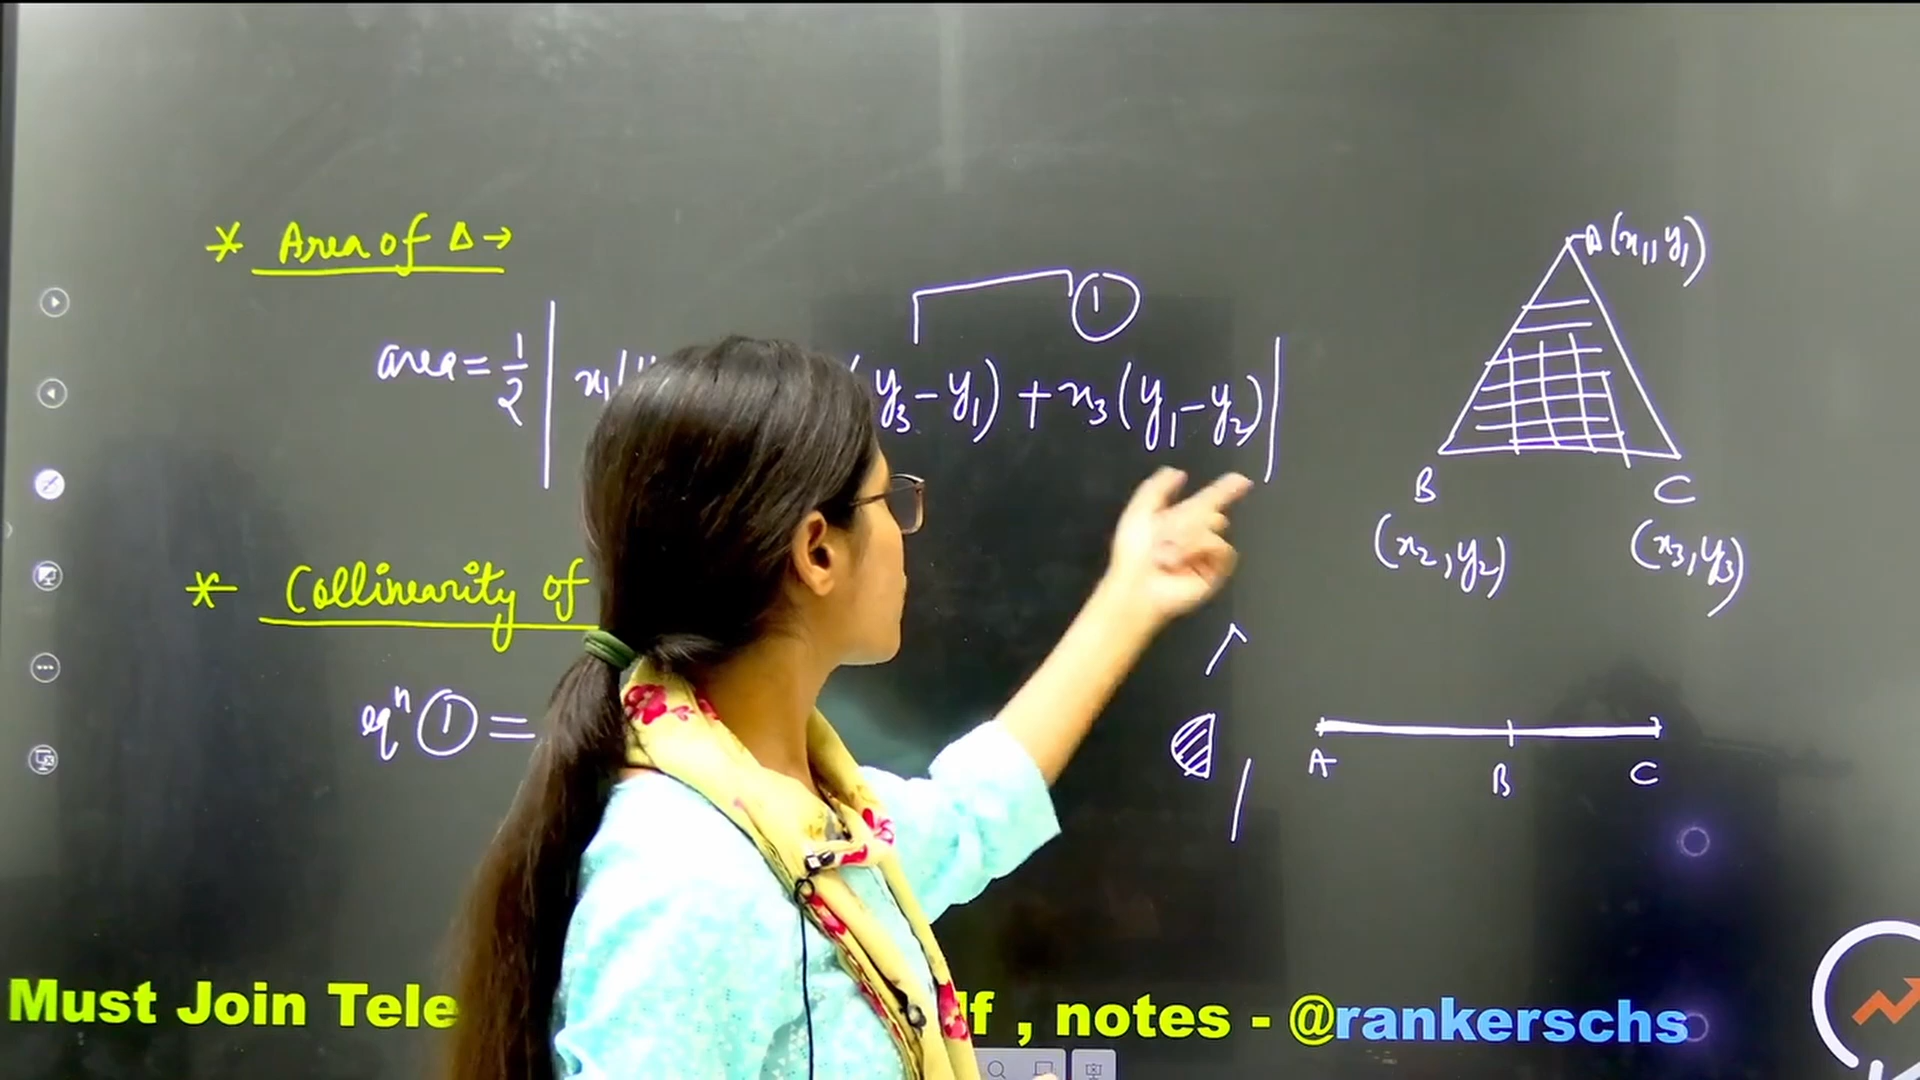 * Area of Δ →
①
area = 1/2 | x₁( y₃ - y₁) + x₃(y₁ - y₂) |
A(x₁, y₁)
B
C
(x₂, y₂)
(x₃, y₃)
* Collinearity of
eqⁿ ① =
A
B
C
Must Join Tele
, notes - @rankerschs